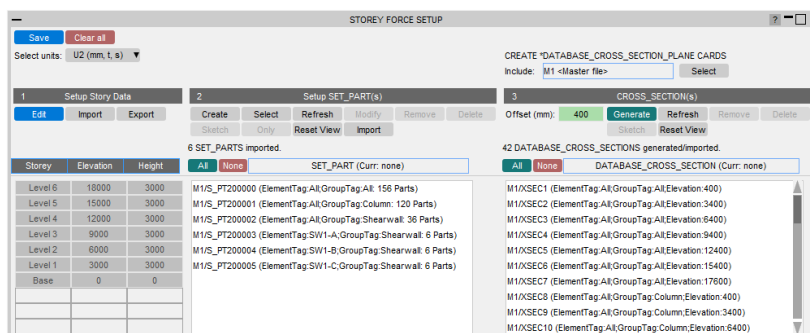 STOREY FORCE SETUP
?
Save Clear all
Select units: U2 (mm, t, s)
CREATE *DATABASE_CROSS_SECTION_PLANE CARDS
Include: M1 <Master file> Select
1 Setup Story Data
Edit Import Export
Storey Elevation Height
Level 6 18000 3000
Level 5 15000 3000
Level 4 12000 3000
Level 3 9000 3000
Level 2 6000 3000
Level 1 3000 3000
Base 0 0
2 Setup SET_PART(s)
Create Select Refresh Modify Remove Delete
Sketch Only Reset View Import
6 SET_PARTS imported.
All None SET_PART (Curr: none)
M1/S_PT200000 (ElementTag:All;GroupTag:All: 156 Parts)
M1/S_PT200001 (ElementTag:All;GroupTag:Column: 120 Parts)
M1/S_PT200002 (ElementTag:All;GroupTag:Shearwall: 36 Parts)
M1/S_PT200003 (ElementTag:SW1-A;GroupTag:Shearwall: 6 Parts)
M1/S_PT200004 (ElementTag:SW1-B;GroupTag:Shearwall: 6 Parts)
M1/S_PT200005 (ElementTag:SW1-C;GroupTag:Shearwall: 6 Parts)
3 CROSS_SECTION(s)
Offset (mm): 400 Generate Refresh Remove Delete
Sketch Reset View
42 DATABASE_CROSS_SECTIONS generated/imported.
All None DATABASE_CROSS_SECTION (Curr: none)
M1/XSEC1 (ElementTag:All;GroupTag:All;Elevation:400)
M1/XSEC2 (ElementTag:All;GroupTag:All;Elevation:3400)
M1/XSEC3 (ElementTag:All;GroupTag:All;Elevation:6400)
M1/XSEC4 (ElementTag:All;GroupTag:All;Elevation:9400)
M1/XSEC5 (ElementTag:All;GroupTag:All;Elevation:12400)
M1/XSEC6 (ElementTag:All;GroupTag:All;Elevation:15400)
M1/XSEC7 (ElementTag:All;GroupTag:All;Elevation:17600)
M1/XSEC8 (ElementTag:All;GroupTag:Column;Elevation:400)
M1/XSEC9 (ElementTag:All;GroupTag:Column;Elevation:3400)
M1/XSEC10 (ElementTag:All;GroupTag:Column;Elevation:6400)